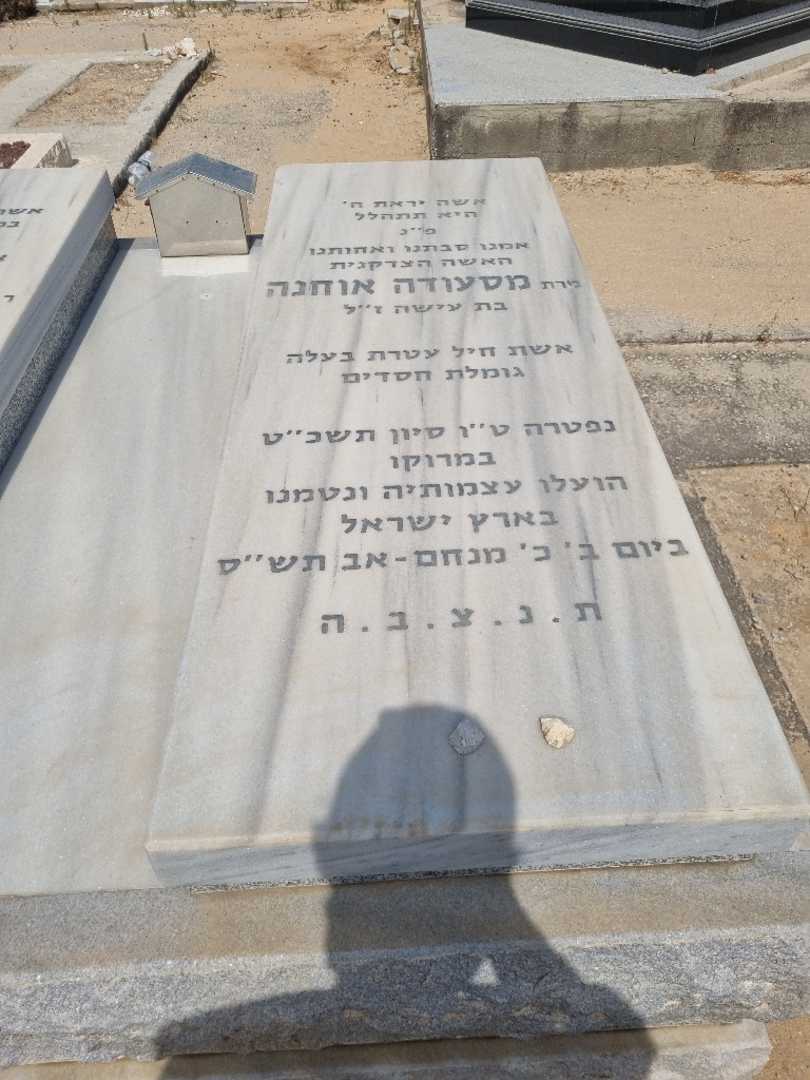 אשה יראת ה'
היא תתהלל
פ"נ
אמנו סבתנו ואחותנו
האשה הצדקנית
מרת מסעודה אוחנה
בת עישה ז"ל
אשת חיל עטרת בעלה
גומלת חסדים
נפטרה ט"ו סיון תשכ"ט
במרוקו
הועלו עצמותיה ונטמנו
בארץ ישראל
ביום ב' כ' מנחם-אב תש"ס
ת.נ.צ.ב.ה